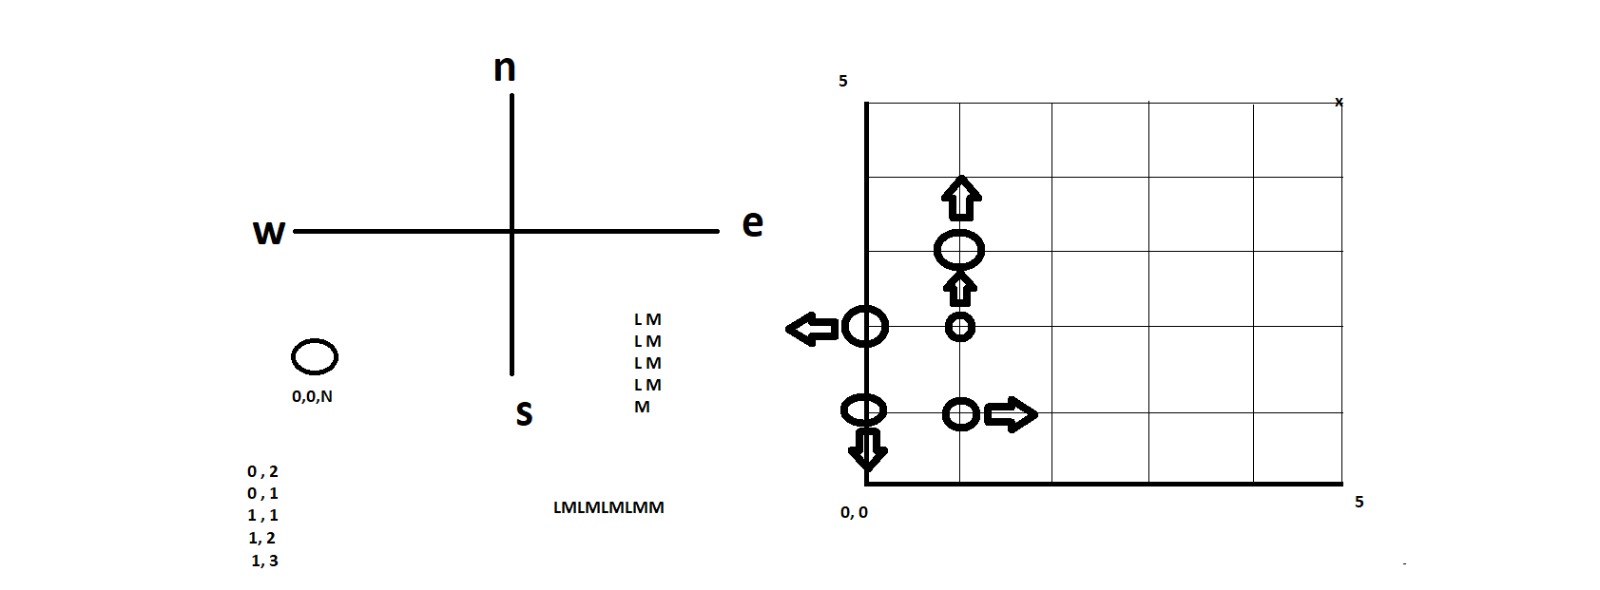 n
w
e
s
L M
L M
L M
L M
M
0,0,N
0 , 2
0 , 1
1 , 1
1, 2
1, 3
LMLMLMLMM
5
x
0, 0
5